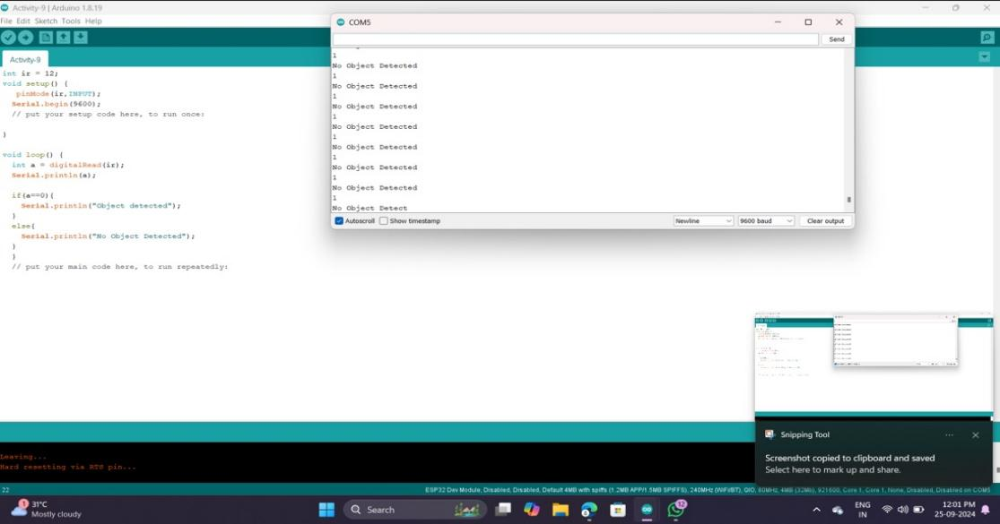 Activity-9 | Arduino 1.8.19
File Edit Sketch Tools Help
Activity-9
int ir = 12;
void setup() {
pinMode(ir,INPUT);
Serial.begin(9600);
// put your setup code here, to run once:
}
void loop() {
int a = digitalRead(ir);
Serial.println(a);
if(a==0){
Serial.println("Object detected");
}
else{
Serial.println("No Object Detected");
}
}
// put your main code here, to run repeatedly:
COM5
Send
1
No Object Detected
1
No Object Detected
1
No Object Detected
1
No Object Detected
1
No Object Detected
1
No Object Detected
1
No Object Detected
1
No Object Detect
Autoscroll Show timestamp Newline 9600 baud Clear output
Snipping Tool
Screenshot copied to clipboard and saved
Select here to mark up and share.
Leaving...
Hard resetting via RTS pin...
22 ESP32 Dev Module, Disabled, Disabled, Default 4MB with spiffs (1.2MB APP/1.5MB SPIFFS), 240MHz (WiFi/BT), QIO, 80MHz, 4MB (32Mb), 921600, Core 1, Core 1, None, Disabled, Disabled on COM5
1
31°C
Mostly cloudy
Search
12
ENG
IN
12:01 PM
25-09-2024